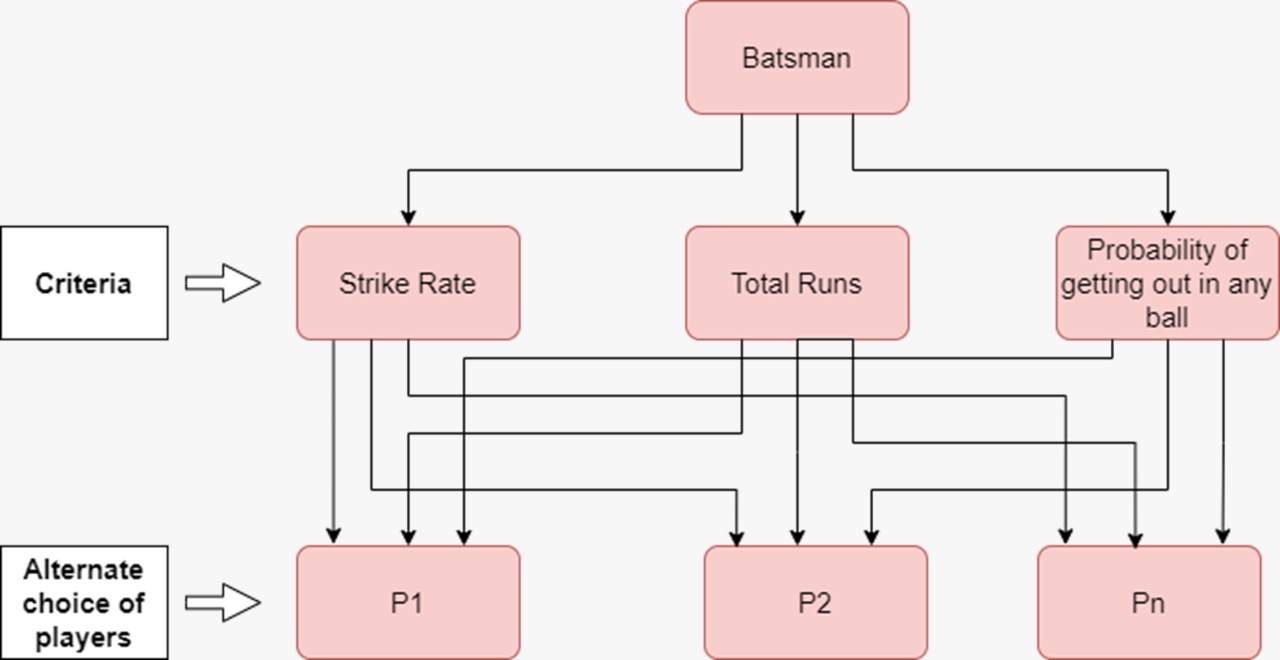 Batsman
Criteria
Strike Rate
Total Runs
Probability of
getting out in any
ball
Alternate
choice of
players
P1
P2
Pn